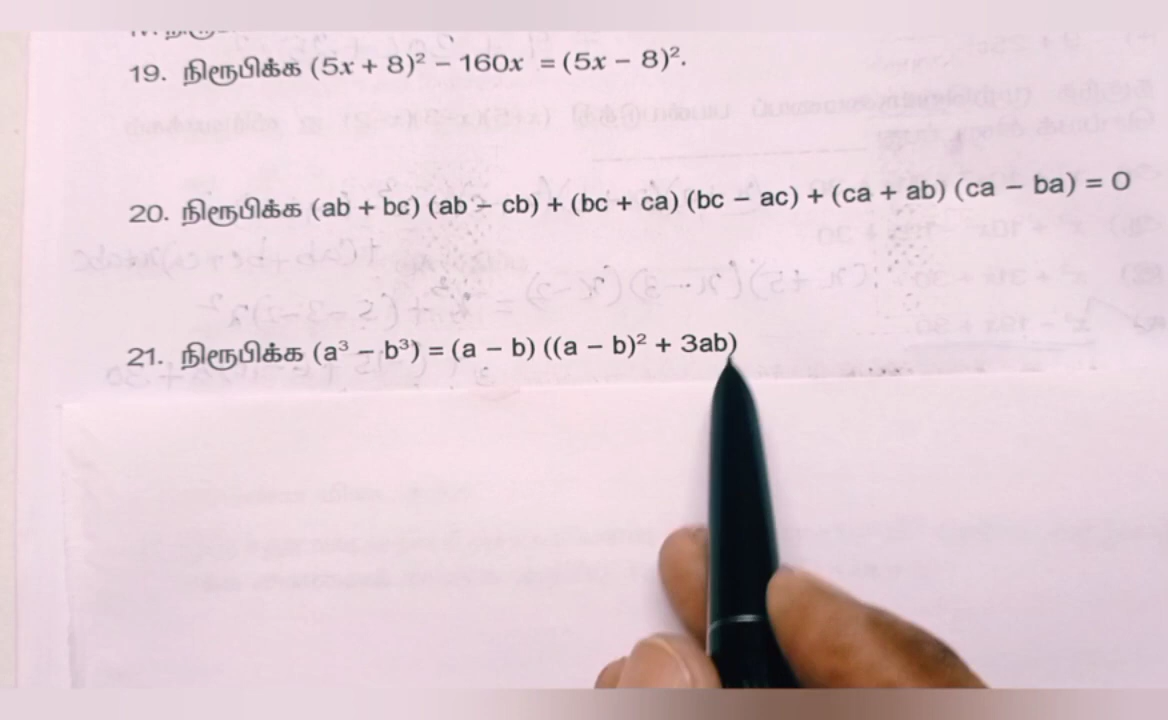 19. நிரூபிக்க (5x + 8)² − 160x = (5x − 8)².
20. நிரூபிக்க (ab + bc) (ab − cb) + (bc + ca) (bc − ac) + (ca + ab) (ca − ba) = O
21. நிரூபிக்க (a³ − b³) = (a − b) ((a − b)² + 3ab)